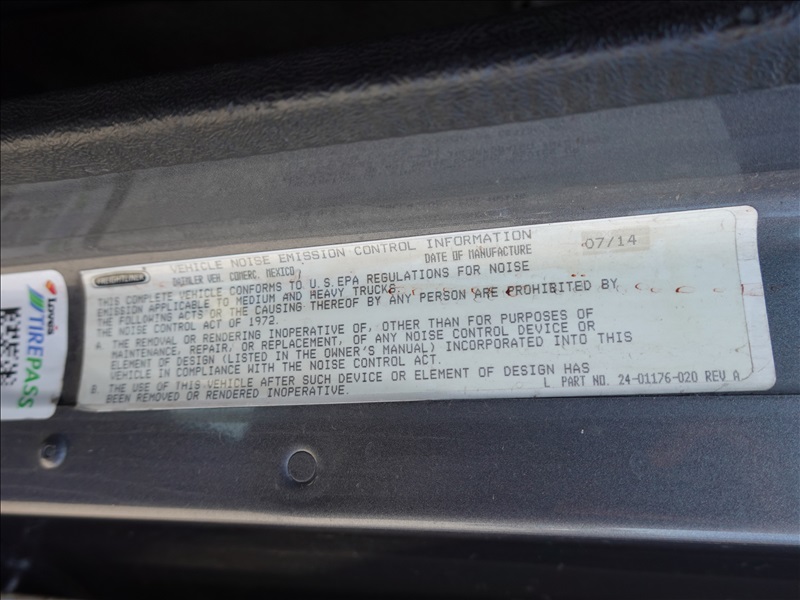 Love's
TIREPASS
FREIGHTLINER
VEHICLE NOISE EMISSION CONTROL INFORMATION
DAIMLER VEH. COMERC. MEXICO
DATE OF MANUFACTURE 07/14
THIS COMPLETE VEHICLE CONFORMS TO U.S.EPA REGULATIONS FOR NOISE
EMISSION APPLICABLE TO MEDIUM AND HEAVY TRUCKS.
THE FOLLOWING ACTS OR THE CAUSING THEREOF BY ANY PERSON ARE PROHIBITED BY
THE NOISE CONTROL ACT OF 1972.
A. THE REMOVAL OR RENDERING INOPERATIVE OF, OTHER THAN FOR PURPOSES OF
MAINTENANCE, REPAIR, OR REPLACEMENT, OF ANY NOISE CONTROL DEVICE OR
ELEMENT OF DESIGN (LISTED IN THE OWNER'S MANUAL) INCORPORATED INTO THIS
VEHICLE IN COMPLIANCE WITH THE NOISE CONTROL ACT.
B. THE USE OF THIS VEHICLE AFTER SUCH DEVICE OR ELEMENT OF DESIGN HAS
BEEN REMOVED OR RENDERED INOPERATIVE.
L PART NO. 24-01176-020 REV A